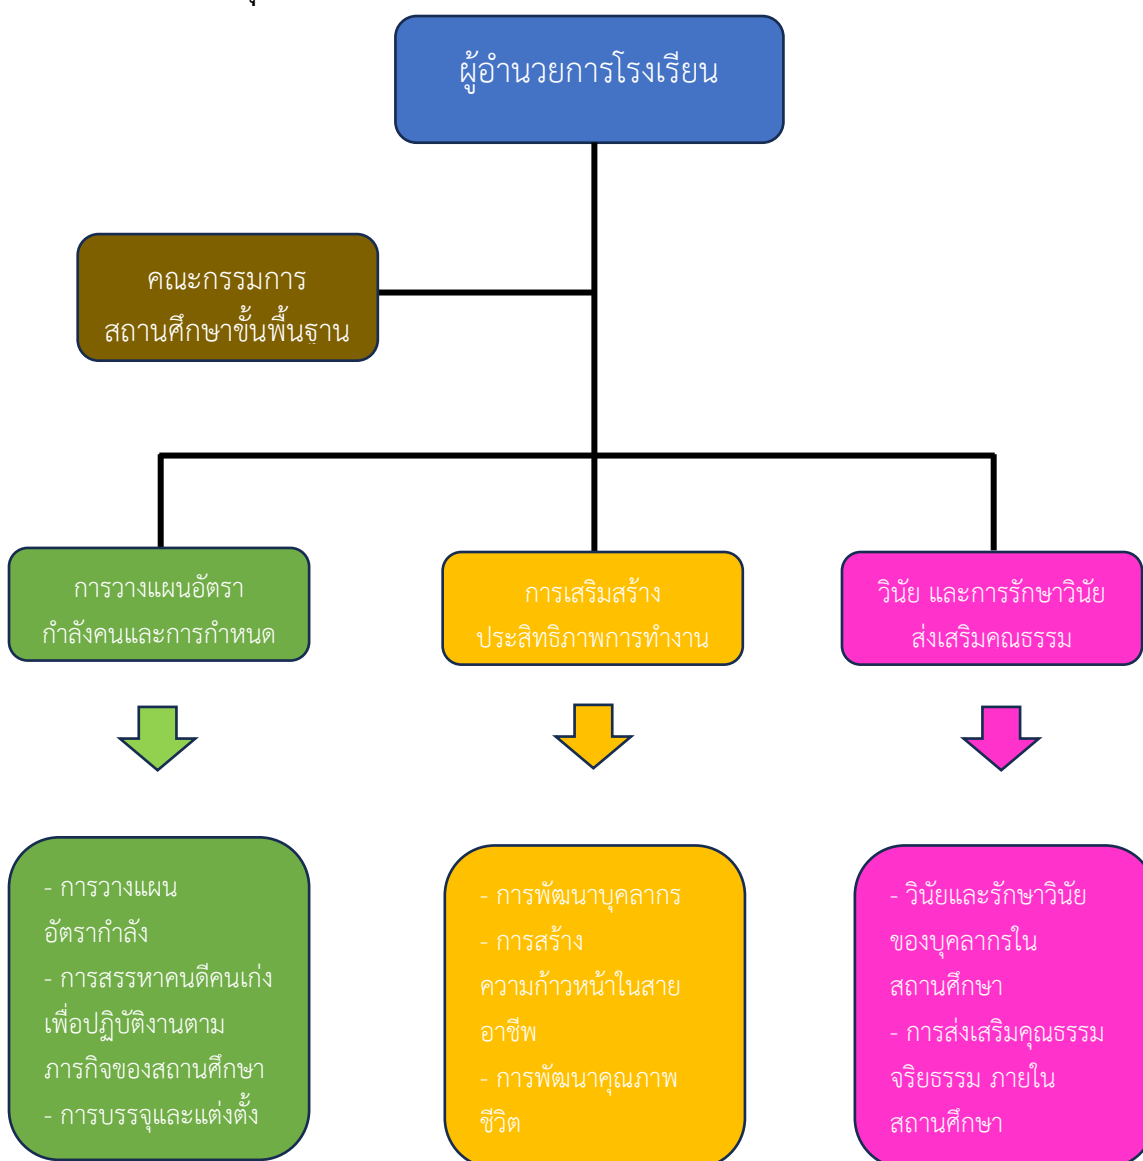 ผู้อำนวยการโรงเรียน
คณะกรรมการ
สถานศึกษาขั้นพื้นฐาน
การวางแผนอัตรา
กำลังคนและการกำหนด
การเสริมสร้าง
ประสิทธิภาพการทำงาน
วินัย และการรักษาวินัย
ส่งเสริมคุณธรรม
- การวางแผน
อัตรากำลัง
- การสรรหาคนดีคนเก่ง
เพื่อปฏิบัติงานตาม
ภารกิจของสถานศึกษา
- การบรรจุและแต่งตั้ง
- การพัฒนาบุคลากร
- การสร้าง
ความก้าวหน้าในสาย
อาชีพ
- การพัฒนาคุณภาพ
ชีวิต
- วินัยและรักษาวินัย
ของบุคลากรใน
สถานศึกษา
- การส่งเสริมคุณธรรม
จริยธรรม ภายใน
สถานศึกษา